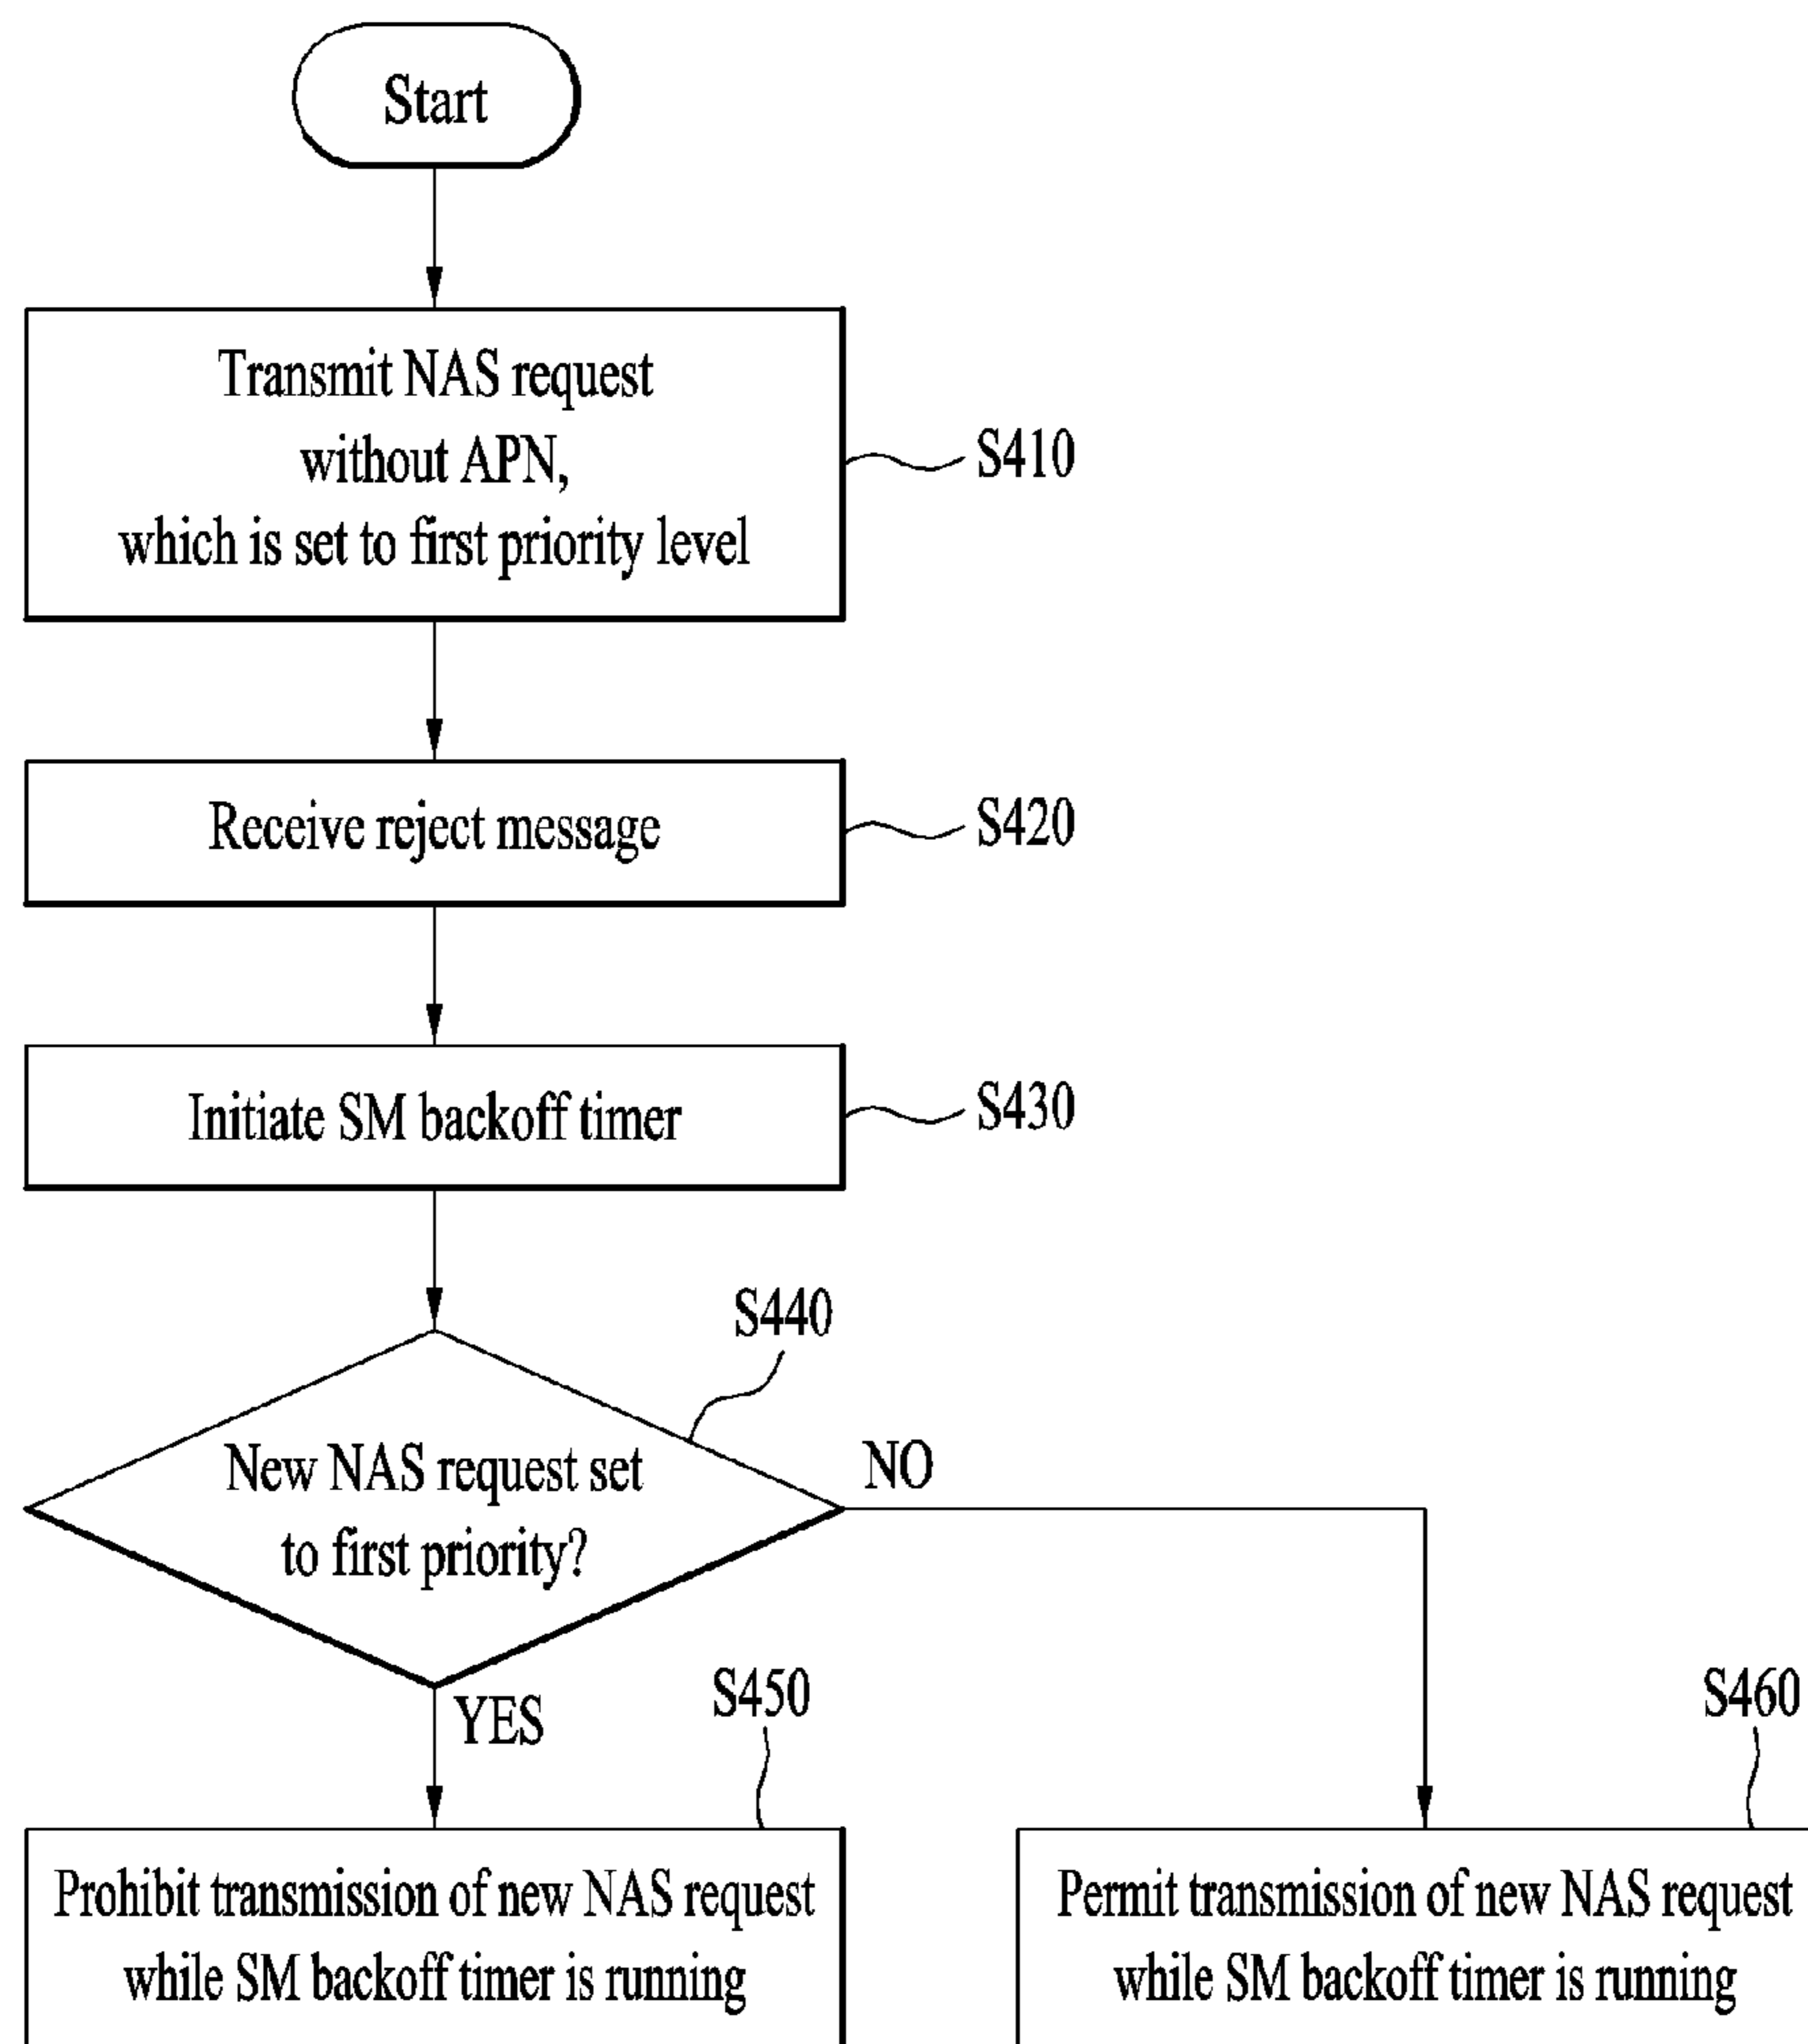 Start
Transmit NAS request
without APN,
which is set to first priority level
S410
Receive reject message
S420
Initiate SM backoff timer
S430
S440
New NAS request set
to first priority?
NO
YES
S450
S460
Prohibit transmission of new NAS request
while SM backoff timer is running
Permit transmission of new NAS request
while SM backoff timer is running